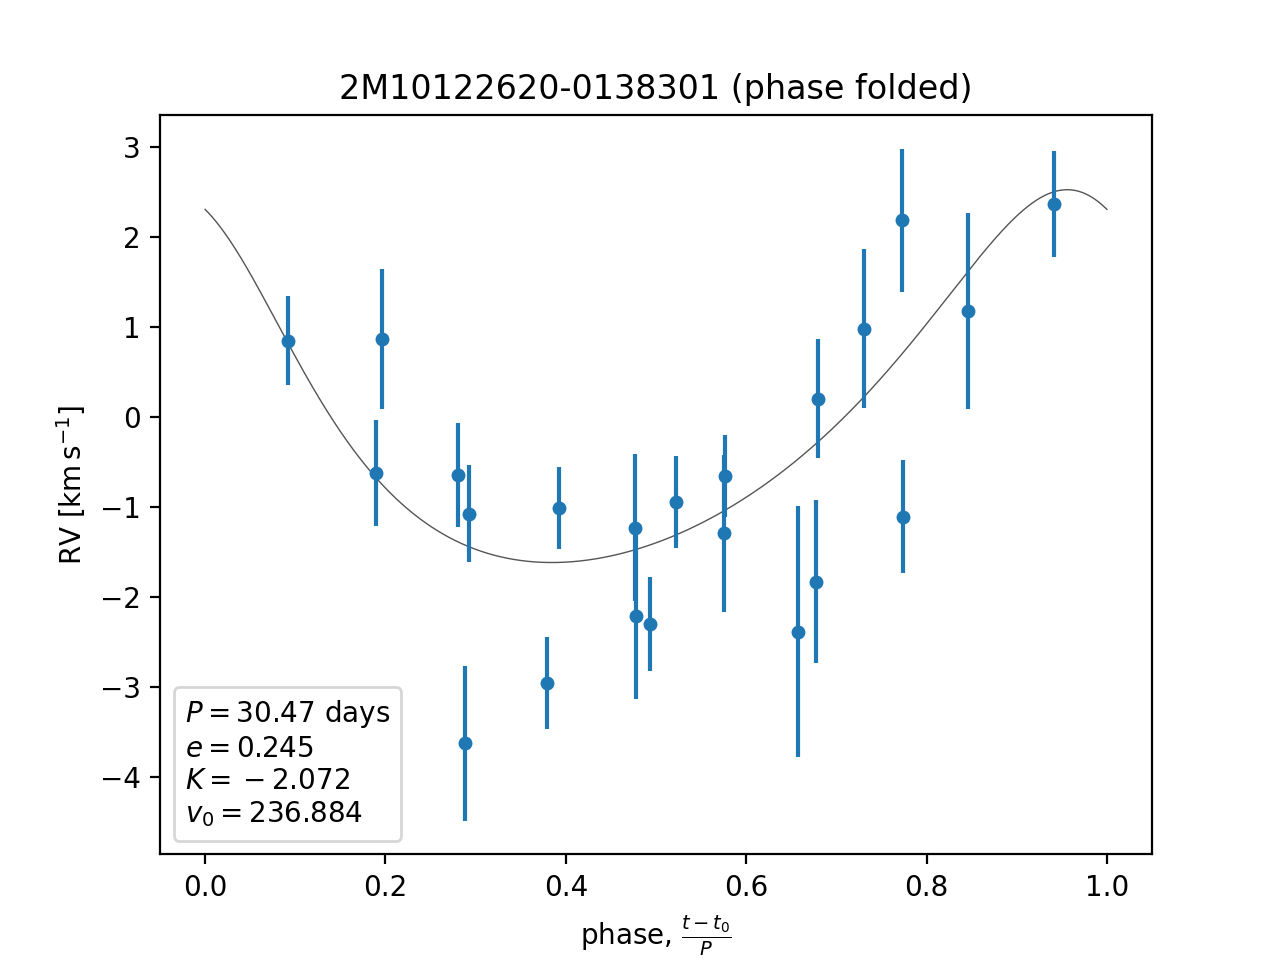 2M10122620-0138301 (phase folded)
3
2
1
0
−1
−2
−3
−4
RV [km s⁻¹]
P = 30.47 days
e = 0.245
K = −2.072
v₀ = 236.884
0.0 0.2 0.4 0.6 0.8 1.0
phase, (t − t₀)/P